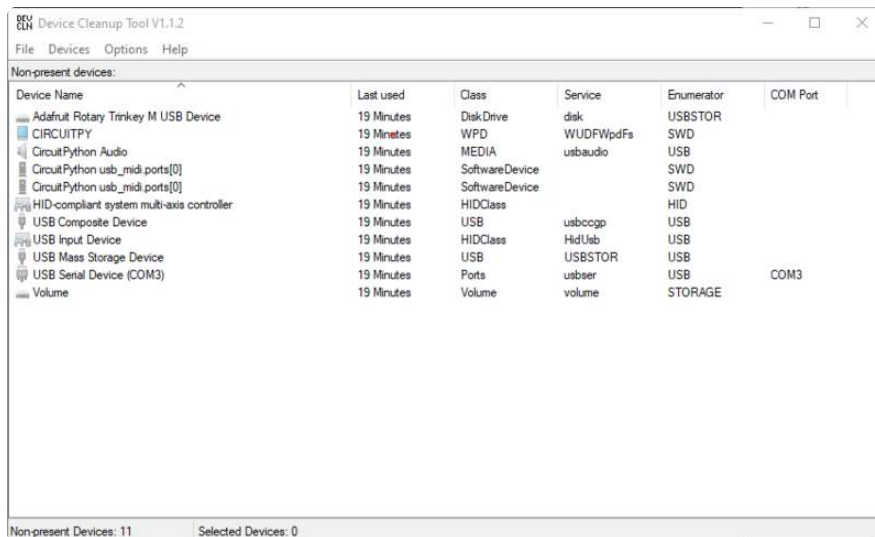 DEV CLN Device Cleanup Tool V1.1.2
File Devices Options Help
Non-present devices:
Device Name Last used Class Service Enumerator COM Port
Adafruit Rotary Trinkey M USB Device 19 Minutes DiskDrive disk USBSTOR
CIRCUITPY 19 Minutes WPD WUDFWpdFs SWD
CircuitPython Audio 19 Minutes MEDIA usbaudio USB
CircuitPython usb_midi.ports[0] 19 Minutes SoftwareDevice SWD
CircuitPython usb_midi.ports[0] 19 Minutes SoftwareDevice SWD
HID-compliant system multi-axis controller 19 Minutes HIDClass HID
USB Composite Device 19 Minutes USB usbccgp USB
USB Input Device 19 Minutes HIDClass HidUsb USB
USB Mass Storage Device 19 Minutes USB USBSTOR USB
USB Serial Device (COM3) 19 Minutes Ports usbser USB COM3
Volume 19 Minutes Volume volume STORAGE
Non-present Devices: 11 Selected Devices: 0